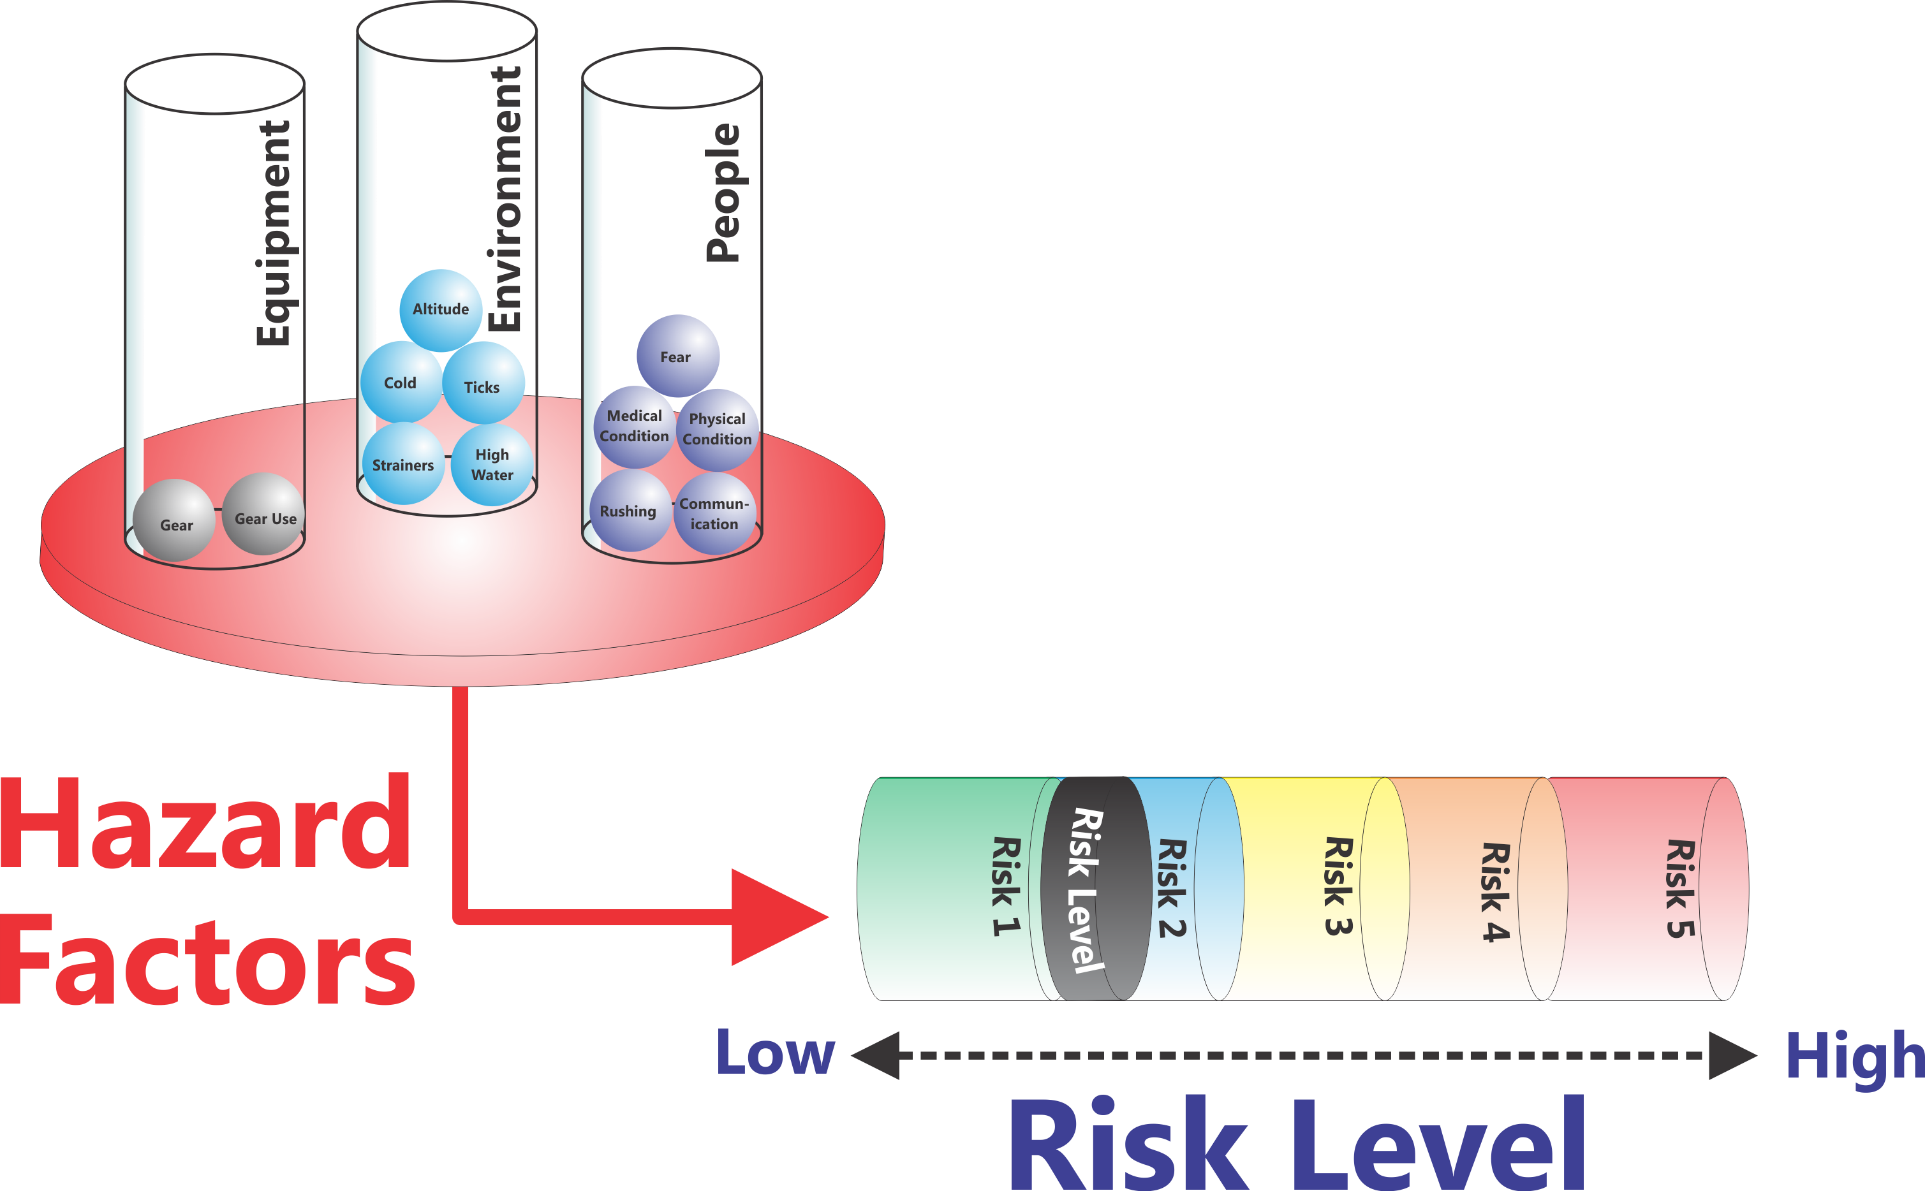 Equipment
Environment
People
Altitude
Cold
Ticks
Strainers
High
Water
Fear
Medical
Condition
Physical
Condition
Rushing
Commun-
ication
Gear
Gear Use
Hazard
Factors
Risk 1
Risk Level
Risk 2
Risk 3
Risk 4
Risk 5
Low
High
Risk Level